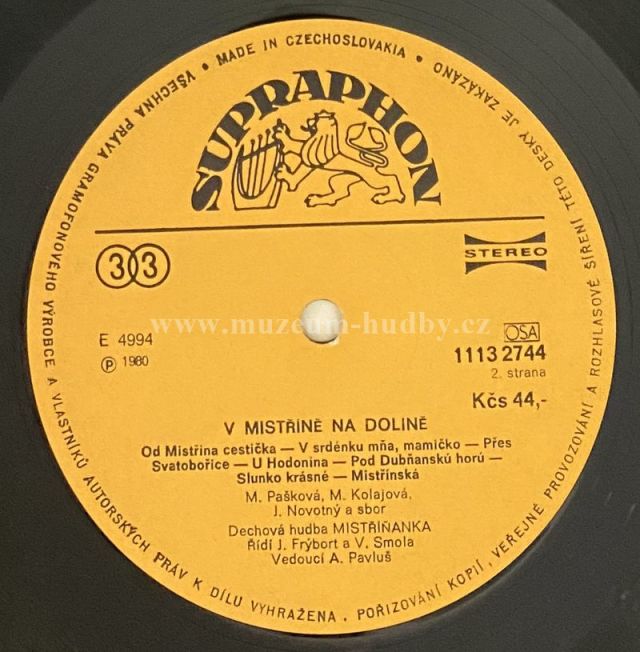 VŠECHNA PRÁVA GRAMOFONOVÉHO VÝROBCE A VLASTNÍKŮ AUTORSKÝCH PRÁV K DÍLU VYHRAŽENA. POŘIZOVÁNÍ KOPIÍ, VEŘEJNÉ PROVOZOVÁNÍ A ROZHLASOVÉ ŠÍŘENÍ TÉTO DESKY JE ZAKÁZÁNO • MADE IN CZECHOSLOVAKIA •
SUPRAPHON
33
STEREO
www.muzeum-hudby.cz
E 4994
OSA
℗ 1980
1113 2744
2. strana
Kčs 44,-
V MISTŘÍNĚ NA DOLINĚ
Od Mistřína cestička — V srdénku mňa, mamičko — Přes
Svatobořice — U Hodonína — Pod Dubňanskú horú —
Slunko krásné — Mistřínská
M. Pašková, M. Kolajová,
J. Novotný a sbor
Dechová hudba MISTŘÍŇANKA
Řídí J. Frýbort a V. Smola
Vedoucí A. Pavluš